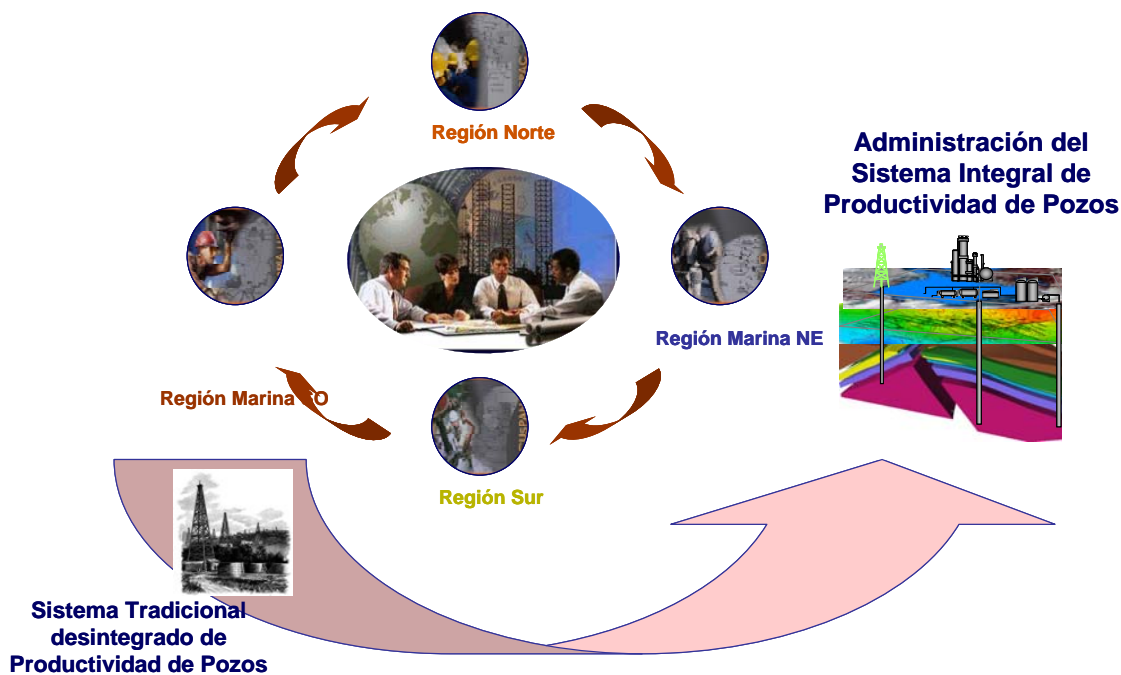 Región Norte
Administración del
Sistema Integral de
Productividad de Pozos
Región Marina NE
Región Marina SO
Región Sur
Sistema Tradicional
desintegrado de
Productividad de Pozos